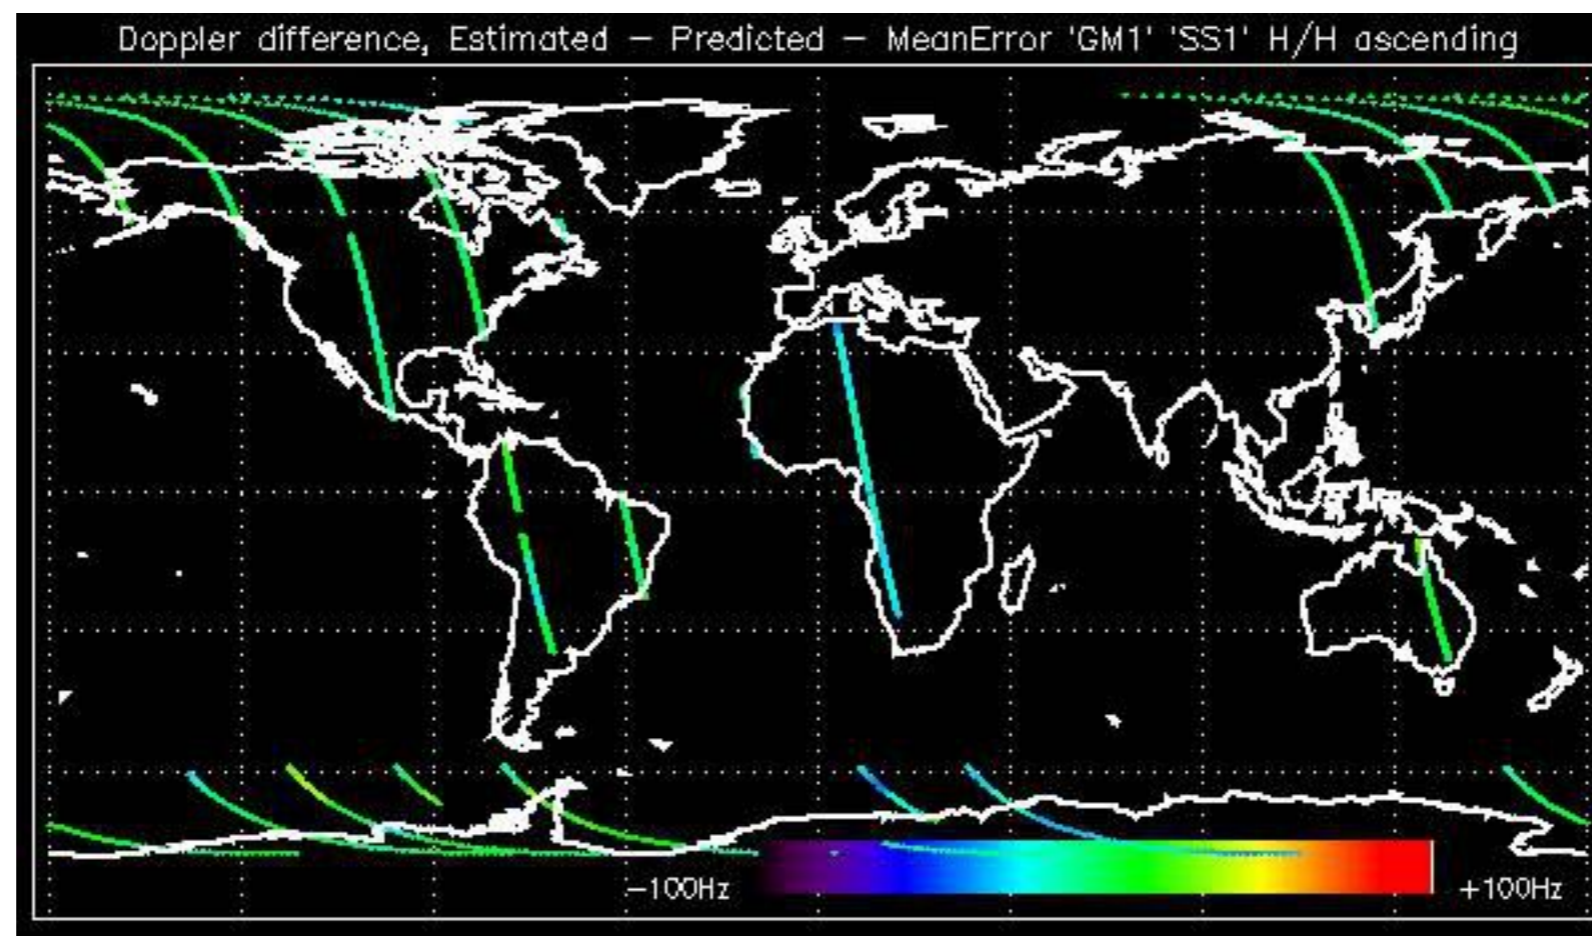 Doppler difference, Estimated – Predicted – MeanError 'GM1' 'SS1' H/H ascending
–100Hz
+100Hz